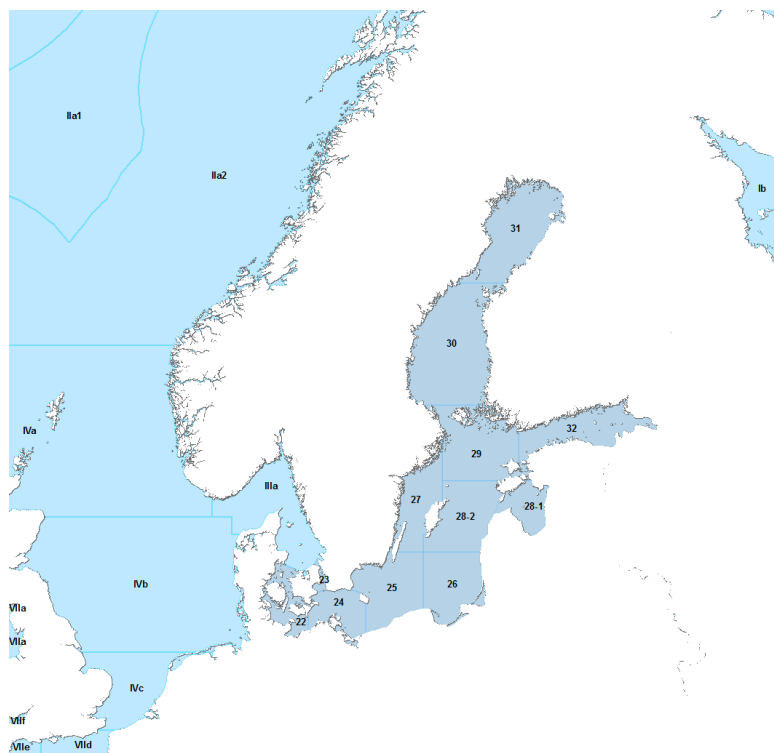 IIa1
IIa2
Ib
31
30
IVa
32
29
IIIa
27
28-1
28-2
23
IVb
25
26
24
VIIa
22
VIIa
IVc
VIIf
VIId
VIIe